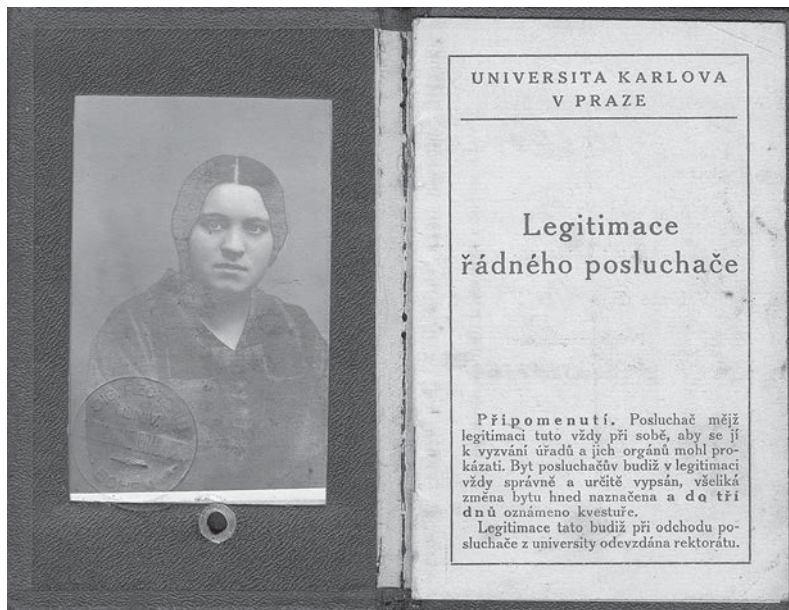 UNIVERSITA KARLOVA
V PRAZE
Legitimace
řádného posluchače
Připomenutí. Posluchač mějž
legitimaci tuto vždy při sobě, aby se jí
k vyzvání úřadů a jich orgánů mohl pro-
kázati. Byt posluchačův budiž v legitimaci
vždy správně a určitě vypsán, všeliká
změna bytu hned naznačena a do tří
dnů oznámeno kvestuře.
Legitimace tato budiž při odchodu po-
sluchače z university odevzdána rektorátu.